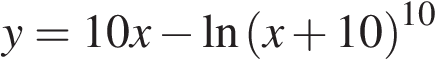 y = 10x − ln(x + 10)^10